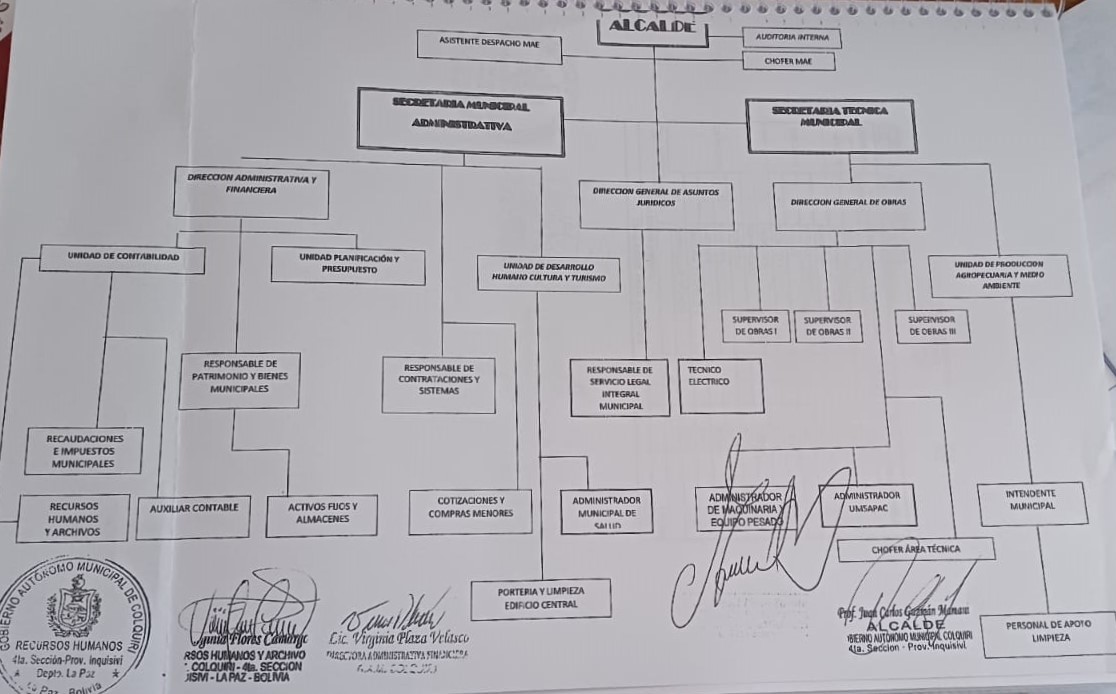 ALCALDE
ASISTENTE DESPACHO MAE
AUDITORIA INTERNA
CHOFER MAE
SECRETARIA MUNICIPAL
ADMINISTRATIVA
SECRETARIA TECNICA
MUNICIPAL
DIRECCION ADMINISTRATIVA Y
FINANCIERA
DIRECCION GENERAL DE ASUNTOS
JURIDICOS
DIRECCION GENERAL DE OBRAS
UNIDAD DE CONTABILIDAD
UNIDAD PLANIFICACIÓN Y
PRESUPUESTO
UNIDAD DE DESARROLLO
HUMANO CULTURA Y TURISMO
UNIDAD DE PRODUCCION
AGROPECUARIA Y MEDIO
AMBIENTE
SUPERVISOR
DE OBRAS I
SUPERVISOR
DE OBRAS II
SUPERVISOR
DE OBRAS III
RESPONSABLE DE
PATRIMONIO Y BIENES
MUNICIPALES
RESPONSABLE DE
CONTRATACIONES Y
SISTEMAS
RESPONSABLE DE
SERVICIO LEGAL
INTEGRAL
MUNICIPAL
TECNICO
ELECTRICO
RECAUDACIONES
E IMPUESTOS
MUNICIPALES
RECURSOS
HUMANOS
Y ARCHIVOS
AUXILIAR CONTABLE
ACTIVOS FIJOS Y
ALMACENES
COTIZACIONES Y
COMPRAS MENORES
ADMINISTRADOR
MUNICIPAL DE
SALUD
ADMINISTRADOR
DE MAQUINARIA Y
EQUIPO PESADO
ADMINISTRADOR
UMSAPAC
INTENDENTE
MUNICIPAL
CHOFER ÁREA TÉCNICA
PORTERIA Y LIMPIEZA
EDIFICIO CENTRAL
PERSONAL DE APOYO
LIMPIEZA
GOBIERNO AUTÓNOMO MUNICIPAL DE COLQUIRI
RECURSOS HUMANOS
4ta. Sección-Prov. Inquisivi
Depto. La Paz
La Paz - Bolivia
Virginia Flores Camargo
RSOS HUMANOS Y ARCHIVO
COLQUIRI - 4ta. SECCION
ISIVI - LA PAZ - BOLIVIA
Lic. Virginia Plaza Velasco
DIRECTORA ADMINISTRATIVA FINANCIERA
Prof. Juan Carlos Guzmán Mamani
ALCALDE
BIERNO AUTÓNOMO MUNICIPAL COLQUIRI
4ta. Seccion - Prov. Inquisivi